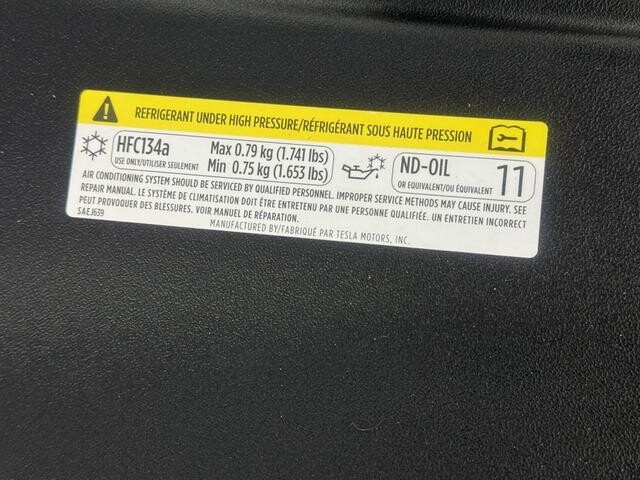 REFRIGERANT UNDER HIGH PRESSURE/RÉFRIGÉRANT SOUS HAUTE PRESSION
HFC134a
USE ONLY/UTILISER SEULEMENT
Max 0.79 kg (1.741 lbs)
Min 0.75 kg (1.653 lbs)
ND-OIL 11
OR EQUIVALENT/OU ÉQUIVALENT
AIR CONDITIONING SYSTEM SHOULD BE SERVICED BY QUALIFIED PERSONNEL. IMPROPER SERVICE METHODS MAY CAUSE INJURY. SEE
REPAIR MANUAL. LE SYSTÈME DE CLIMATISATION DOIT ÊTRE ENTRETENU PAR UNE PERSONNE QUALIFIÉE. UN ENTRETIEN INCORRECT
PEUT PROVOQUER DES BLESSURES. VOIR MANUEL DE RÉPARATION.
SAEJ639
MANUFACTURED BY/FABRIQUÉ PAR TESLA MOTORS, INC.